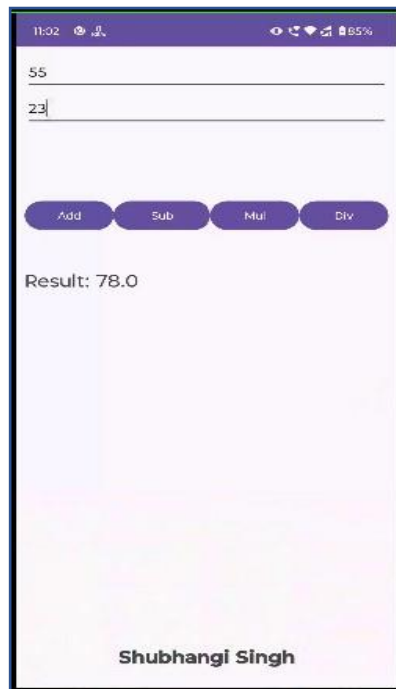 11:02 85%
55
23
Add Sub Mul Div
Result: 78.0
Shubhangi Singh